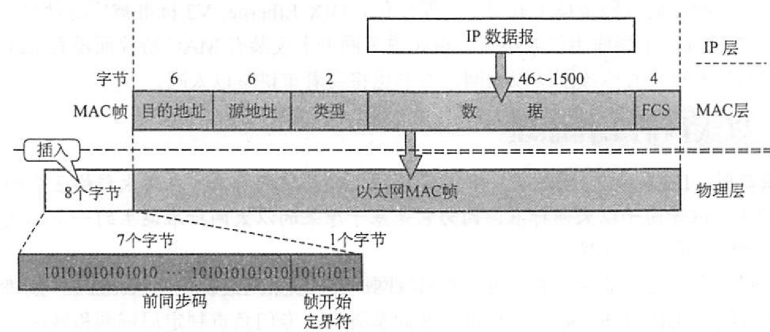 IP 数据报
IP 层
字节 6 6 2 46～1500 4
MAC帧 目的地址 源地址 类型 数 据 FCS MAC层
插入
8个字节 以太网MAC帧 物理层
7个字节 1个字节
10101010101010 … 101010101010 10101011
前同步码 帧开始
定界符